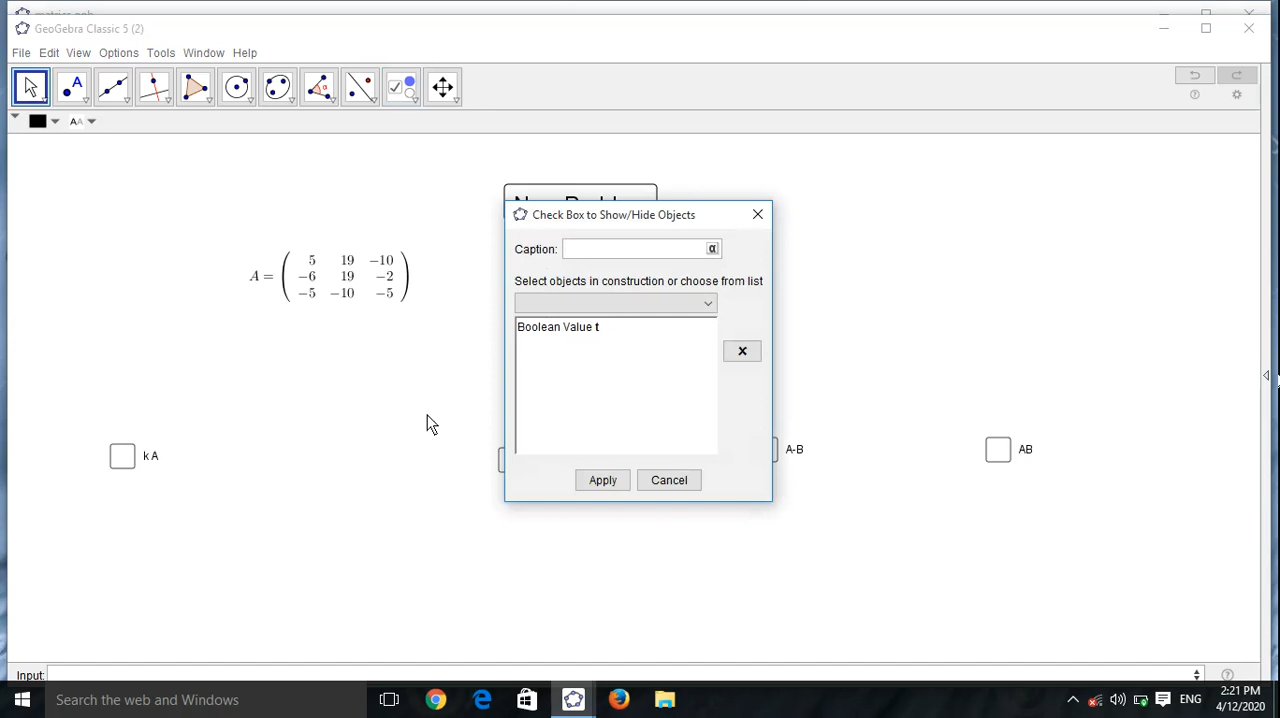 GeoGebra Classic 5 (2)
File Edit View Options Tools Window Help
A
α
AA
Check Box to Show/Hide Objects
Caption:
α
Select objects in construction or choose from list
Boolean Value t
Apply Cancel
A = ( 5 19 −10
−6 19 −2
−5 −10 −5 )
k A
A-B
AB
Input:
Search the web and Windows
ENG
2:21 PM
4/12/2020